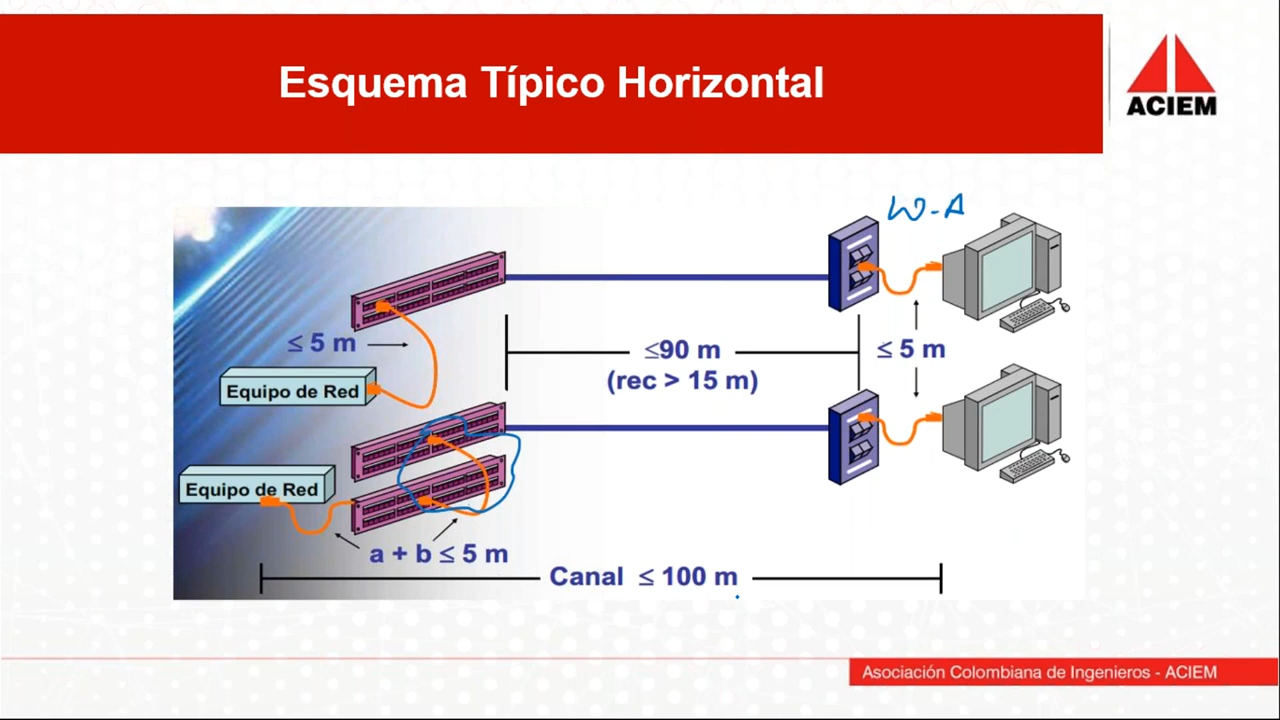 Esquema Típico Horizontal
ACIEM
W-A
≤ 5 m
≤90 m
(rec > 15 m)
≤ 5 m
Equipo de Red
Equipo de Red
a + b ≤ 5 m
Canal ≤ 100 m
Asociación Colombiana de Ingenieros - ACIEM